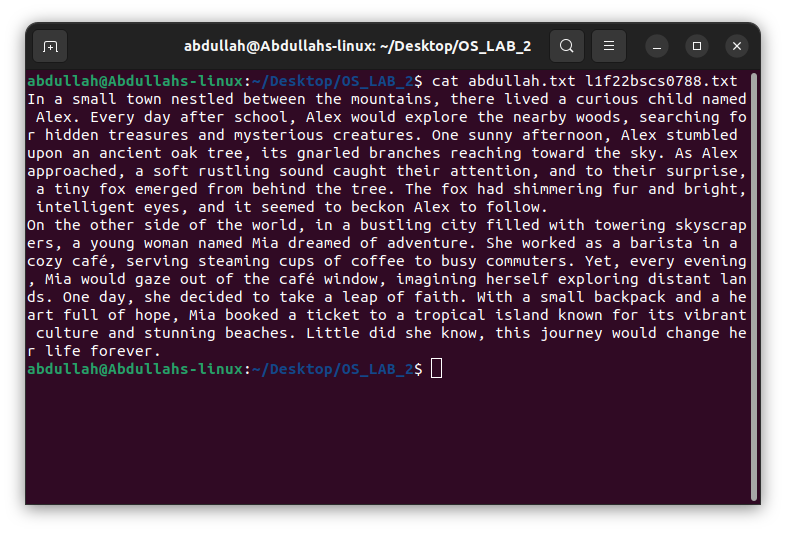 abdullah@Abdullahs-linux: ~/Desktop/OS_LAB_2
abdullah@Abdullahs-linux:~/Desktop/OS_LAB_2$ cat abdullah.txt l1f22bscs0788.txt
In a small town nestled between the mountains, there lived a curious child named
 Alex. Every day after school, Alex would explore the nearby woods, searching fo
r hidden treasures and mysterious creatures. One sunny afternoon, Alex stumbled
upon an ancient oak tree, its gnarled branches reaching toward the sky. As Alex
approached, a soft rustling sound caught their attention, and to their surprise,
 a tiny fox emerged from behind the tree. The fox had shimmering fur and bright,
 intelligent eyes, and it seemed to beckon Alex to follow.
On the other side of the world, in a bustling city filled with towering skyscrap
ers, a young woman named Mia dreamed of adventure. She worked as a barista in a
cozy café, serving steaming cups of coffee to busy commuters. Yet, every evening
, Mia would gaze out of the café window, imagining herself exploring distant lan
ds. One day, she decided to take a leap of faith. With a small backpack and a he
art full of hope, Mia booked a ticket to a tropical island known for its vibrant
 culture and stunning beaches. Little did she know, this journey would change he
r life forever.
abdullah@Abdullahs-linux:~/Desktop/OS_LAB_2$